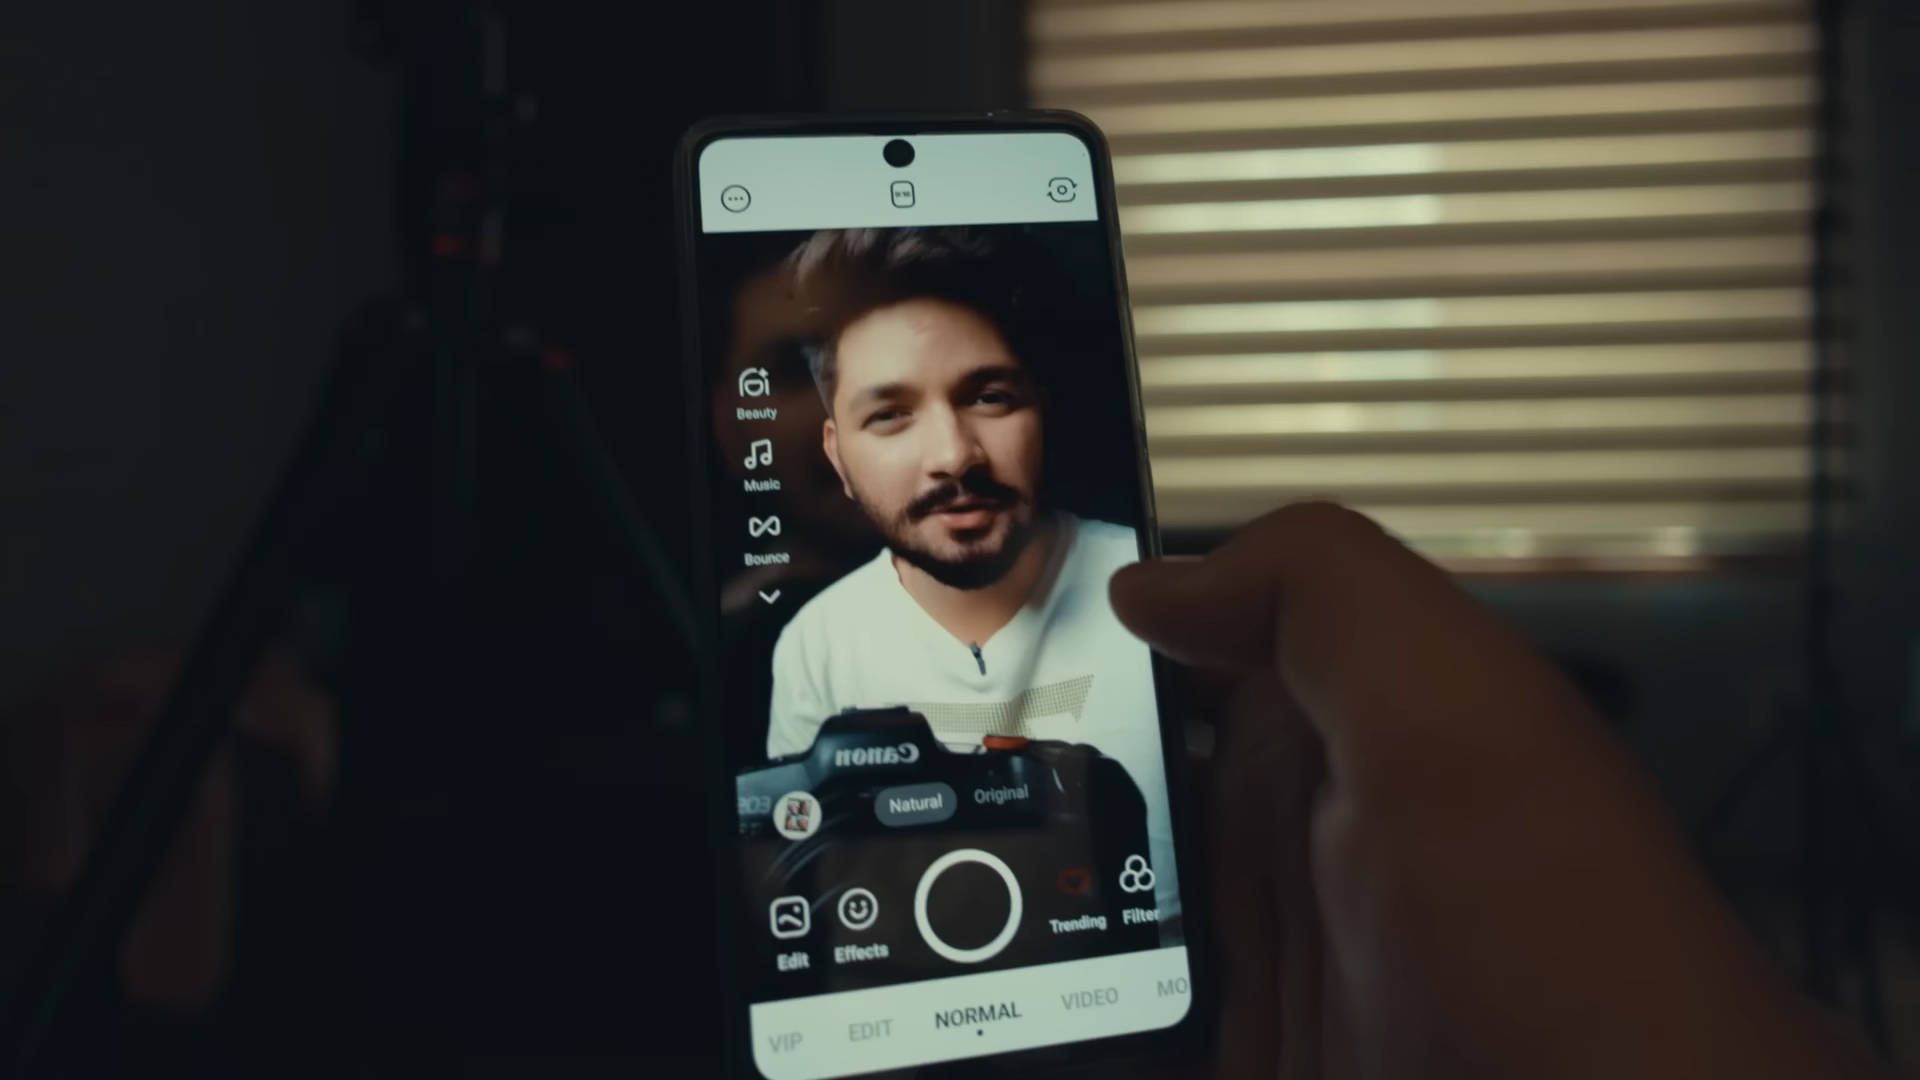 Beauty
Music
Bounce
Canon
Natural
Original
Edit
Effects
Trending
Filter
VIP
EDIT
NORMAL
VIDEO
MO